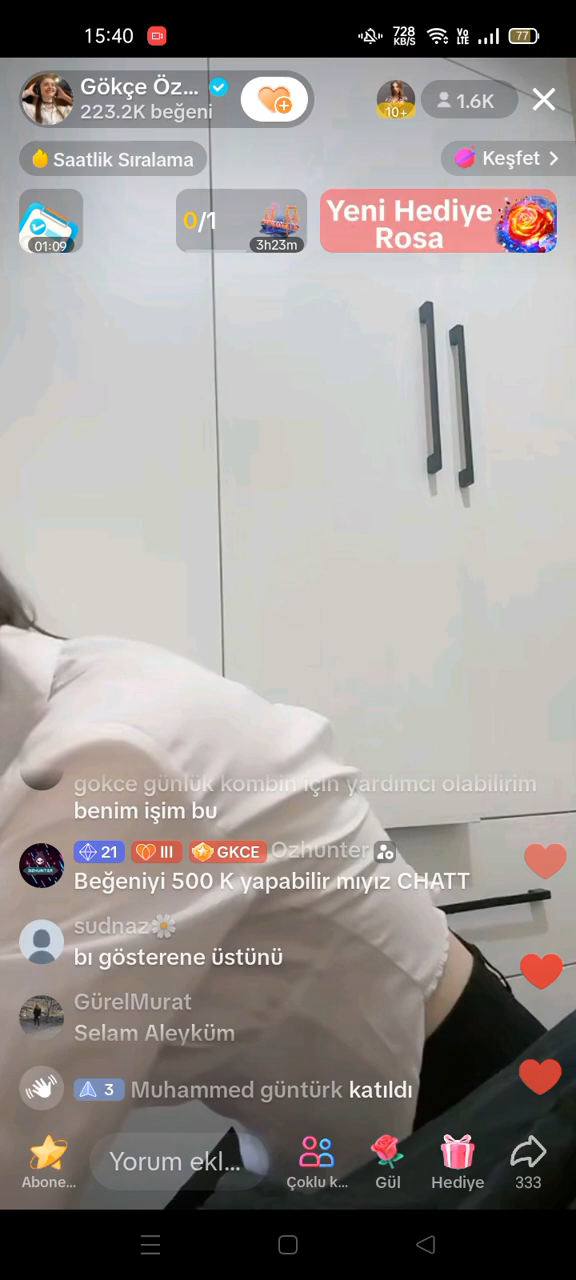 15:40
728
KB/S
Vo
LTE
77
Gökçe Öz...
223.2K beğeni
10+
1.6K
Saatlik Sıralama
Keşfet
01:09
0/1
3h23m
Yeni Hediye
Rosa
gokce günlük kombin için yardımcı olabilirim
benim işim bu
21 III GKCE Ozhunter
Beğeniyi 500 K yapabilir mıyız CHATT
sudnaz
bı gösterene üstünü
GürelMurat
Selam Aleyküm
3 Muhammed güntürk katıldı
Yorum ekl...
Abone...
Çoklu k...
Gül
Hediye
333